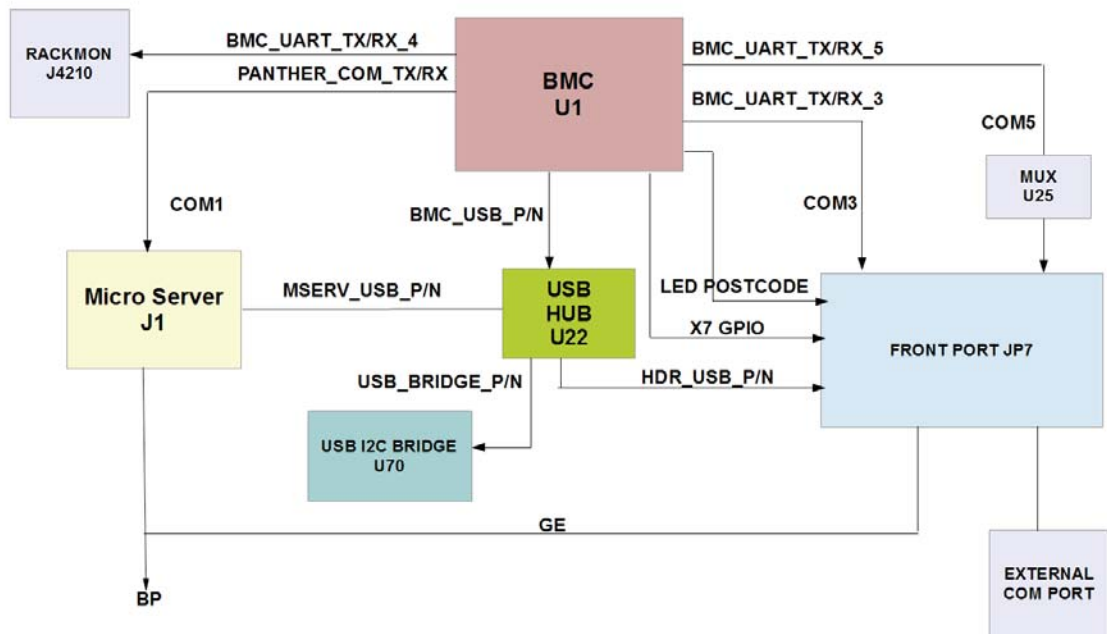 RACKMON
J4210
BMC_UART_TX/RX_4
PANTHER_COM_TX/RX
BMC
U1
BMC_UART_TX/RX_5
BMC_UART_TX/RX_3
COM5
MUX
U25
COM1
BMC_USB_P/N
COM3
Micro Server
J1
MSERV_USB_P/N
USB
HUB
U22
LED POSTCODE
X7 GPIO
FRONT PORT JP7
USB_BRIDGE_P/N
HDR_USB_P/N
USB I2C BRIDGE
U70
GE
BP
EXTERNAL
COM PORT